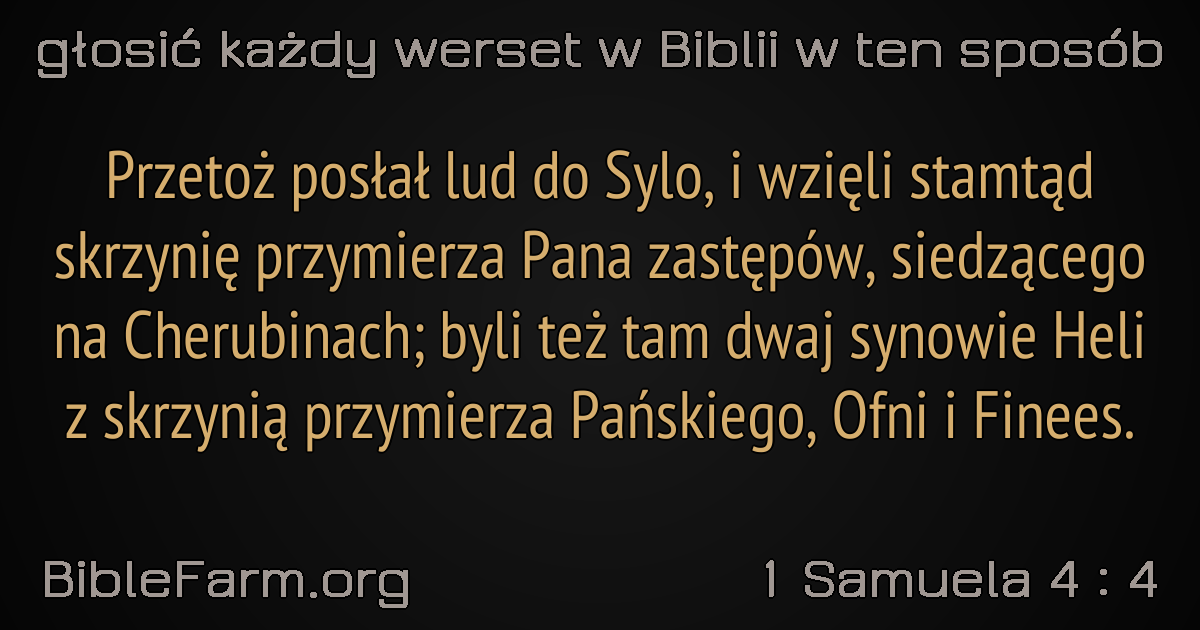 głosić każdy werset w Biblii w ten sposób
Przetoż posłał lud do Sylo, i wzięli stamtąd
skrzynię przymierza Pana zastępów, siedzącego
na Cherubinach; byli też tam dwaj synowie Heli
z skrzynią przymierza Pańskiego, Ofni i Finees.
BibleFarm.org
1 Samuela 4 : 4